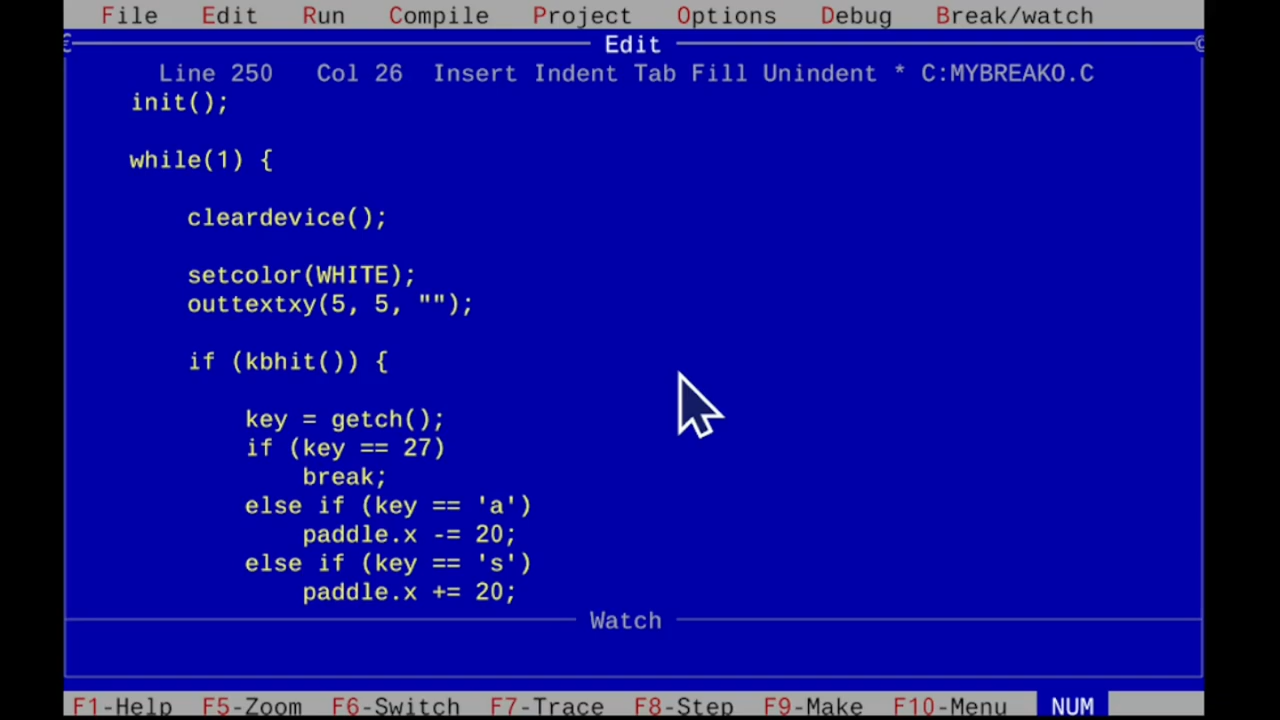 File Edit Run Compile Project Options Debug Break/watch
Edit
Line 250 Col 26 Insert Indent Tab Fill Unindent * C:MYBREAKO.C
init();
while(1) {
cleardevice();
setcolor(WHITE);
outtextxy(5, 5, "");
if (kbhit()) {
key = getch();
if (key == 27)
break;
else if (key == 'a')
paddle.x -= 20;
else if (key == 's')
paddle.x += 20;
Watch
F1-Help F5-Zoom F6-Switch F7-Trace F8-Step F9-Make F10-Menu NUM